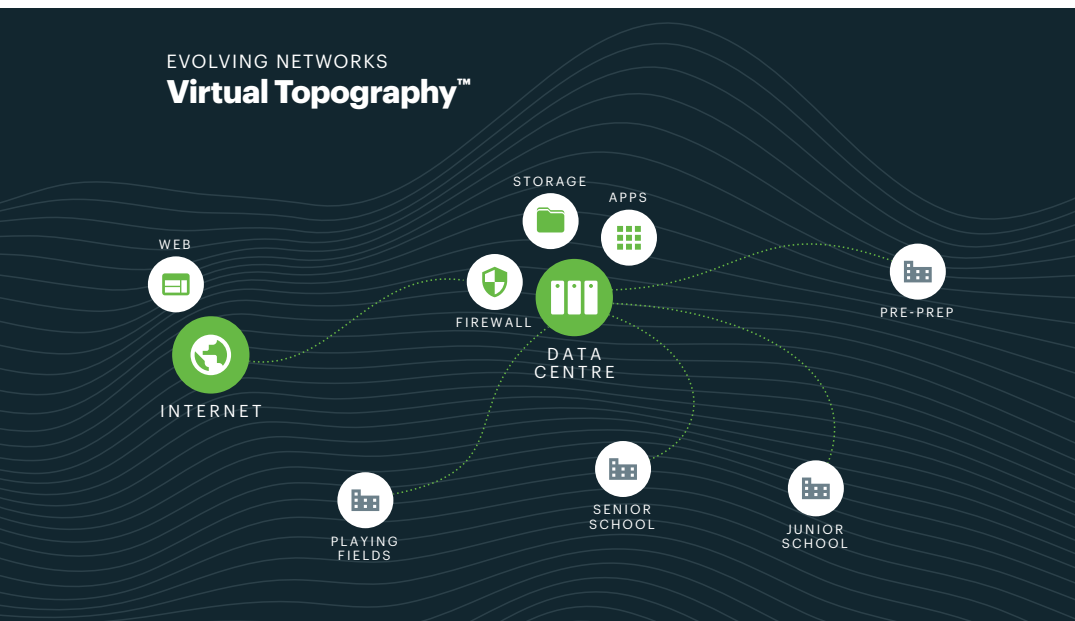 EVOLVING NETWORKS
Virtual Topography™
STORAGE
APPS
WEB
FIREWALL
PRE-PREP
DATA
CENTRE
INTERNET
SENIOR
SCHOOL
JUNIOR
SCHOOL
PLAYING
FIELDS